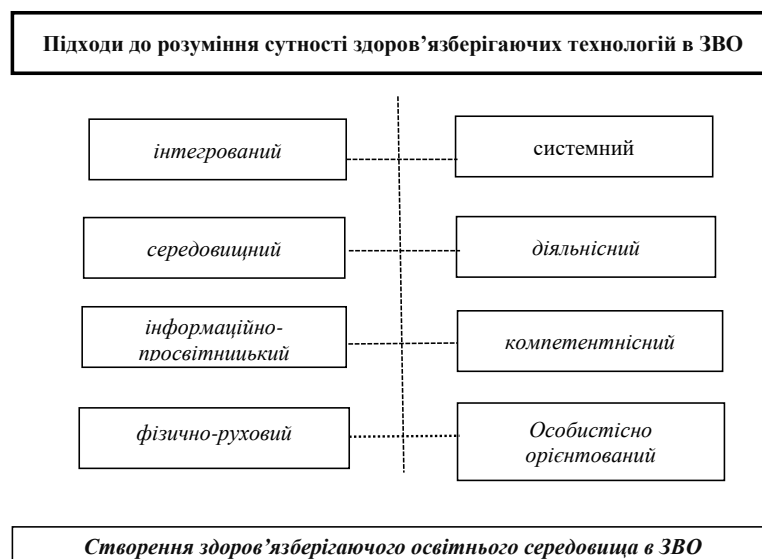 Підходи до розуміння сутності здоров’язберігаючих технологій в ЗВО
інтегрований
системний
середовищний
діяльнісний
інформаційно-
просвітницький
компетентнісний
фізично-руховий
Особистісно
орієнтований
Створення здоров’язберігаючого освітнього середовища в ЗВО